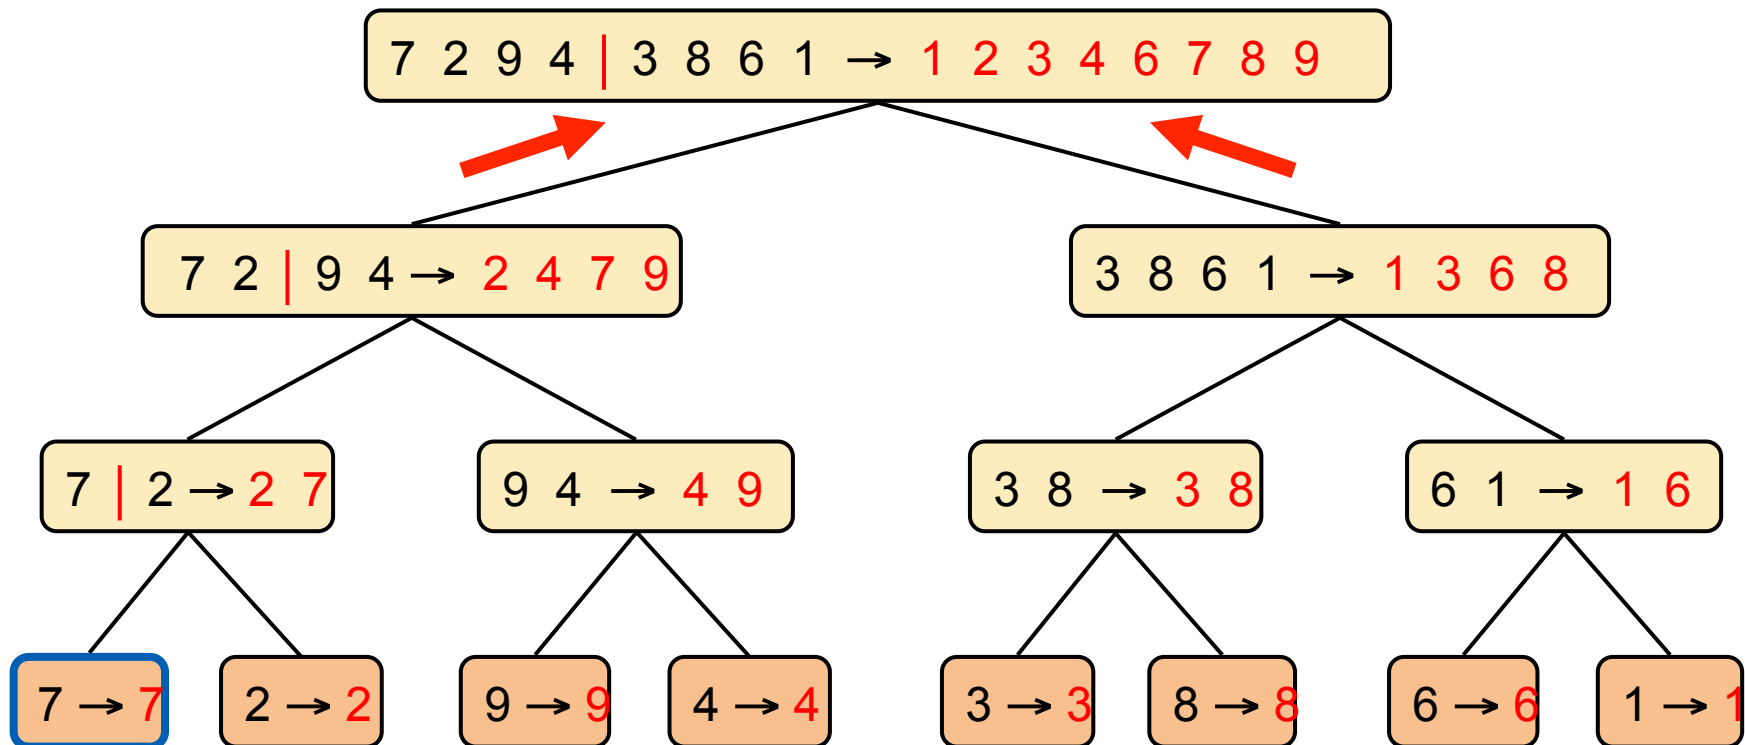 7 2 9 4 | 3 8 6 1 → 1 2 3 4 6 7 8 9
7 2 | 9 4 → 2 4 7 9
3 8 6 1 → 1 3 6 8
7 | 2 → 2 7
9 4 → 4 9
3 8 → 3 8
6 1 → 1 6
7 → 7
2 → 2
9 → 9
4 → 4
3 → 3
8 → 8
6 → 6
1 → 1